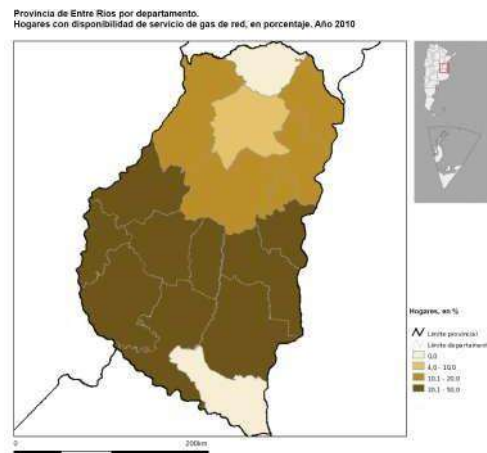 Provincia de Entre Ríos por departamento.
Hogares con disponibilidad de servicio de gas de red, en porcentaje. Año 2010
Hogares, en %
Límite provincial
Límite departament
0,0
4,0 - 10,0
10,1 - 20,0
20,1 - 50,0
0
200km